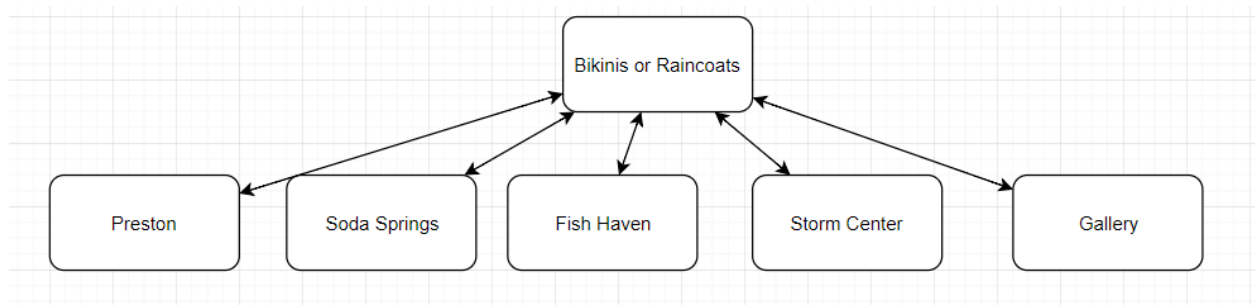 Bikinis or Raincoats
Preston
Soda Springs
Fish Haven
Storm Center
Gallery